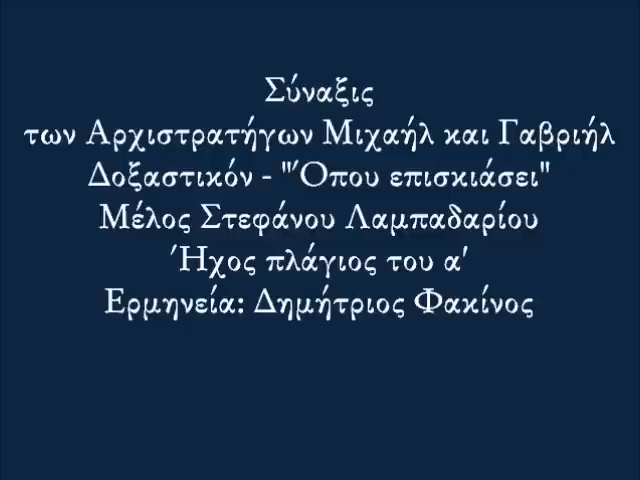 Σύναξις
των Αρχιστρατήγων Μιχαήλ και Γαβριήλ
Δοξαστικόν - "Όπου επισκιάσει"
Μέλος Στεφάνου Λαμπαδαρίου
Ήχος πλάγιος του α'
Ερμηνεία: Δημήτριος Φακίνος